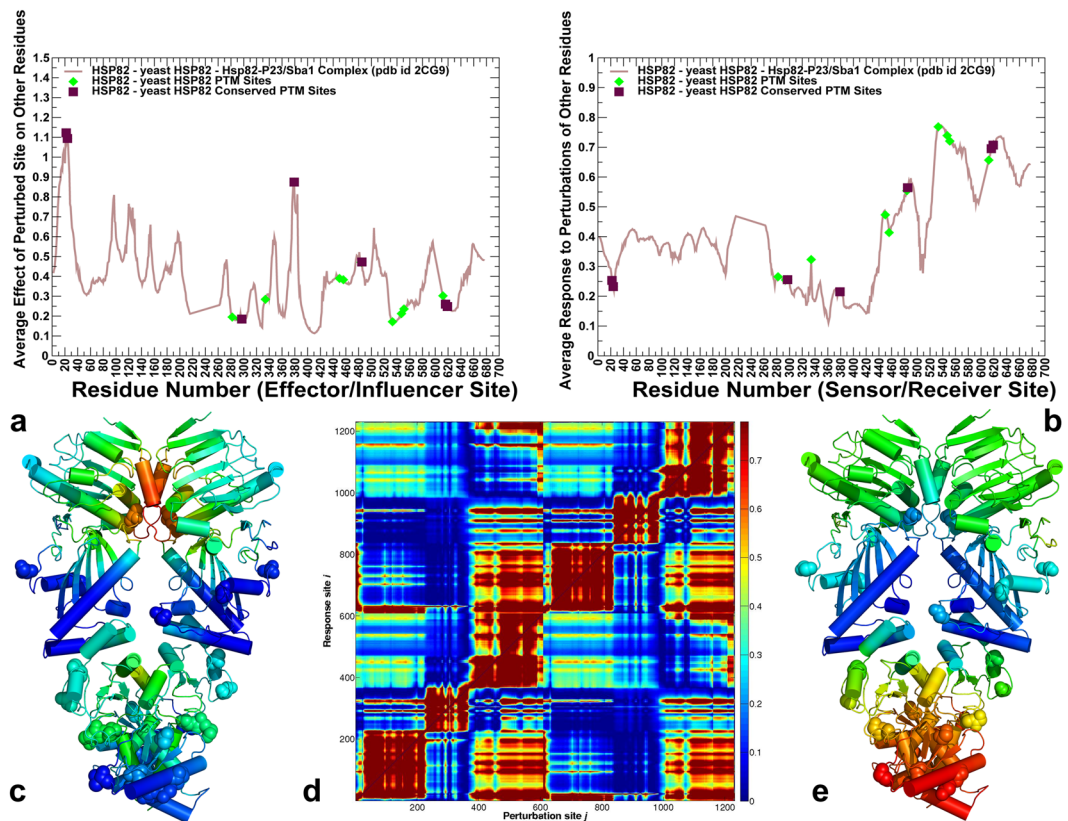 Average Effect of Perturbed Site on Other Residues
1.5
1.4
1.3
1.2
1.1
1
0.9
0.8
0.7
0.6
0.5
0.4
0.3
0.2
0.1
0
HSP82 - yeast HSP82 - Hsp82-P23/Sba1 Complex (pdb id 2CG9)
HSP82 - yeast HSP82 PTM Sites
HSP82 - yeast HSP82 Conserved PTM Sites
0 20 40 60 80 100 120 140 160 180 200 220 240 260 280 300 320 340 360 380 400 420 440 460 480 500 520 540 560 580 600 620 640 660 680 700
Residue Number (Effector/Influencer Site)
Average Response to Perturbations of Other Residues
1
0.9
0.8
0.7
0.6
0.5
0.4
0.3
0.2
0.1
0
HSP82 - yeast HSP82 - Hsp82-P23/Sba1 Complex (pdb id 2CG9)
HSP82 - yeast HSP82 PTM Sites
HSP82 - yeast HSP82 Conserved PTM Sites
0 20 40 60 80 100 120 140 160 180 200 220 240 260 280 300 320 340 360 380 400 420 440 460 480 500 520 540 560 580 600 620 640 660 680 700
Residue Number (Sensor/Receiver Site)
a
b
c
Response site i
1200
1000
800
600
400
200
200 400 600 800 1000 1200
Perturbation site j
0.7
0.6
0.5
0.4
0.3
0.2
0.1
0
d
e